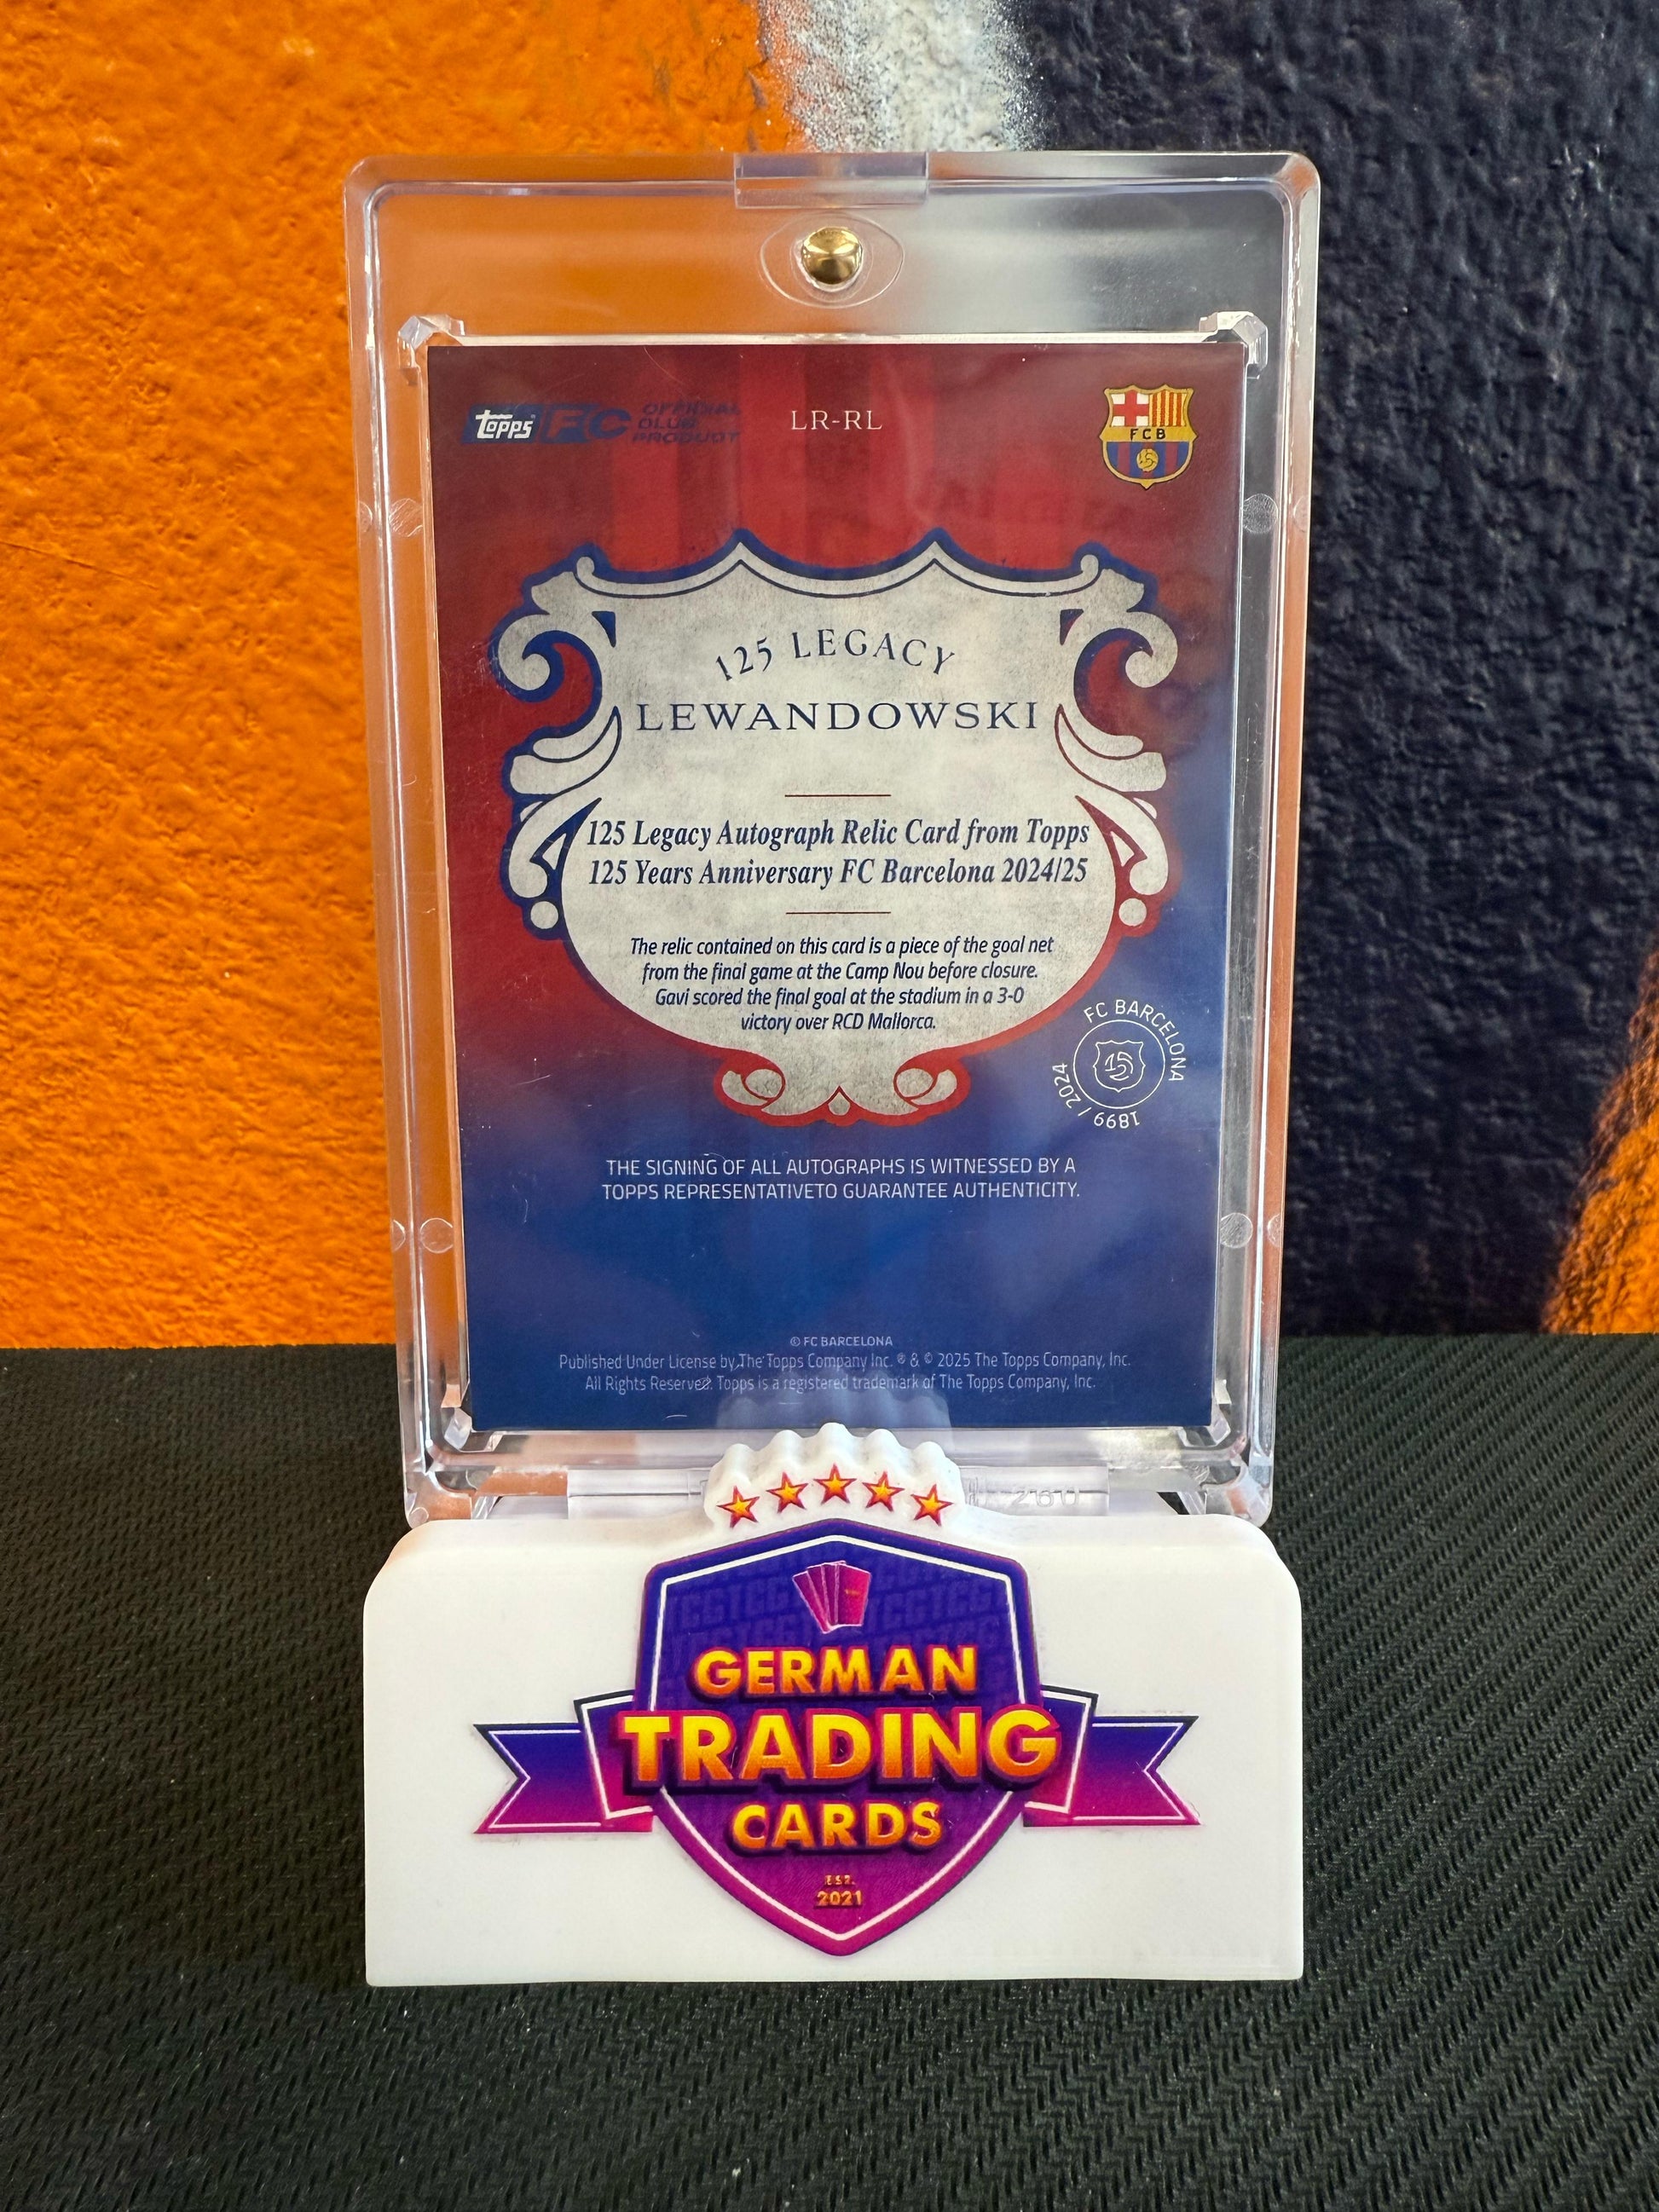 topps FC OFFICIAL CLUB PRODUCT
LR-RL
FCB
125 LEGACY
LEWANDOWSKI
125 Legacy Autograph Relic Card from Topps
125 Years Anniversary FC Barcelona 2024/25
The relic contained on this card is a piece of the goal net
from the final game at the Camp Nou before closure.
Gavi scored the final goal at the stadium in a 3-0
victory over RCD Mallorca.
FC BARCELONA
1899 / 2024
125
THE SIGNING OF ALL AUTOGRAPHS IS WITNESSED BY A
TOPPS REPRESENTATIVETO GUARANTEE AUTHENTICITY.
© FC BARCELONA
Published Under License by The Topps Company Inc. ® & © 2025 The Topps Company, Inc.
All Rights Reserved. Topps is a registered trademark of The Topps Company, Inc.
260
GERMAN
TRADING
CARDS
EST.
2021